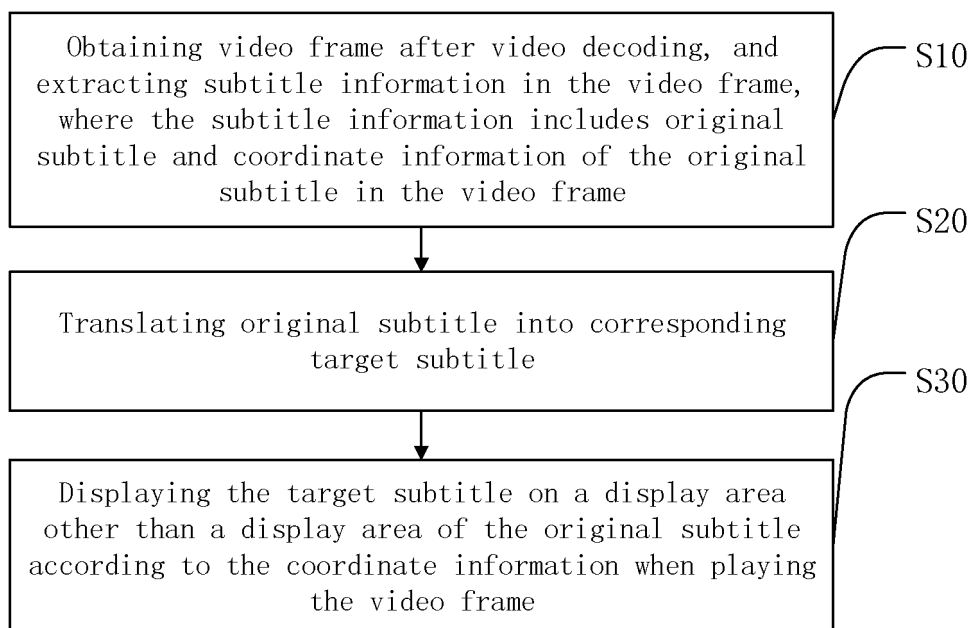 Obtaining video frame after video decoding, and
extracting subtitle information in the video frame,
where the subtitle information includes original
subtitle and coordinate information of the original
subtitle in the video frame
S10
Translating original subtitle into corresponding
target subtitle
S20
Displaying the target subtitle on a display area
other than a display area of the original subtitle
according to the coordinate information when playing
the video frame
S30